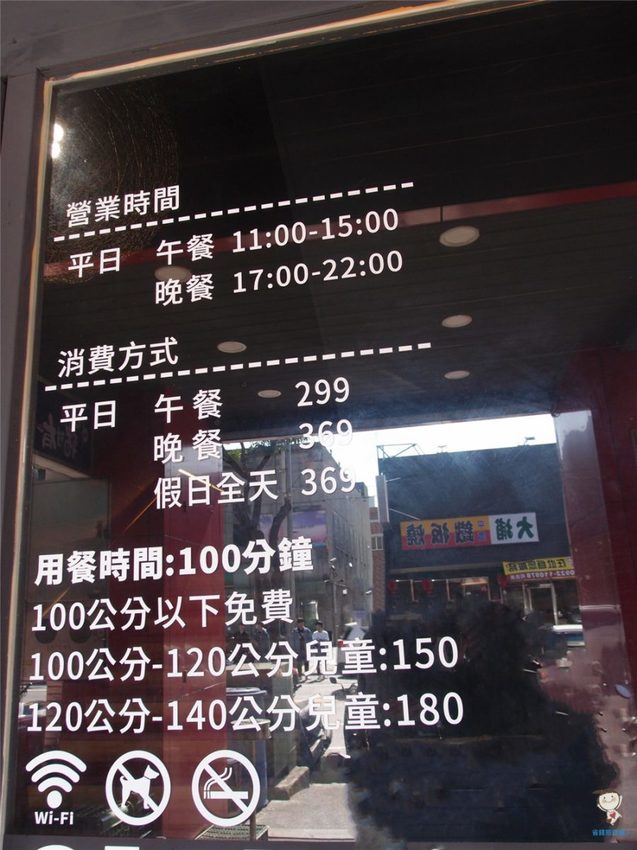 營業時間
平日 午餐 11:00-15:00
晚餐 17:00-22:00
消費方式
平日 午餐 299
晚餐 369
假日全天 369
用餐時間:100分鐘
100公分以下免費
100公分-120公分兒童:150
120公分-140公分兒童:180
Wi-Fi
大埔 鐵板燒